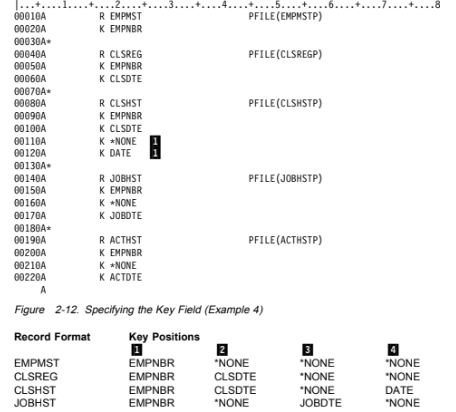 |...+....1....+....2....+....3....+....4....+....5....+....6....+....7....+....8
00010A R EMPMST PFILE(EMPMSTP)
00020A K EMPNBR
00030A*
00040A R CLSREG PFILE(CLSREGP)
00050A K EMPNBR
00060A K CLSDTE
00070A*
00080A R CLSHST PFILE(CLSHSTP)
00090A K EMPNBR
00100A K CLSDTE
00110A K *NONE 1
00120A K DATE 1
00130A*
00140A R JOBHST PFILE(JOBHSTP)
00150A K EMPNBR
00160A K *NONE
00170A K JOBDTE
00180A*
00190A R ACTHST PFILE(ACTHSTP)
00200A K EMPNBR
00210A K *NONE
00220A K ACTDTE
A
Figure 2-12. Specifying the Key Field (Example 4)
Record Format Key Positions
1 2 3 4
EMPMST EMPNBR *NONE *NONE *NONE
CLSREG EMPNBR CLSDTE *NONE *NONE
CLSHST EMPNBR CLSDTE *NONE DATE
JOBHST EMPNBR *NONE JOBDTE *NONE